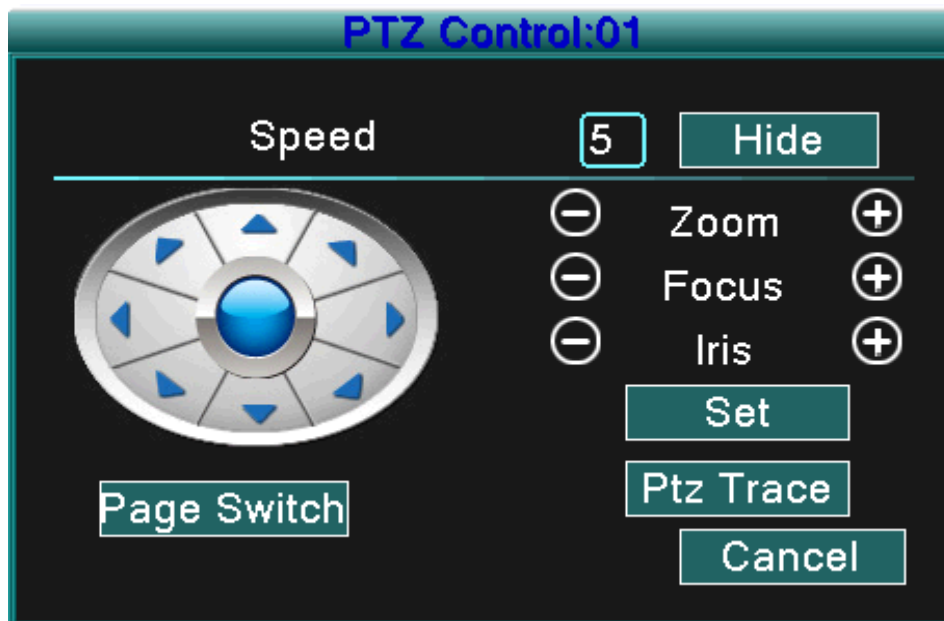 PTZ Control:01
Speed 5 Hide
Zoom
Focus
Iris
Set
Page Switch
Ptz Trace
Cancel